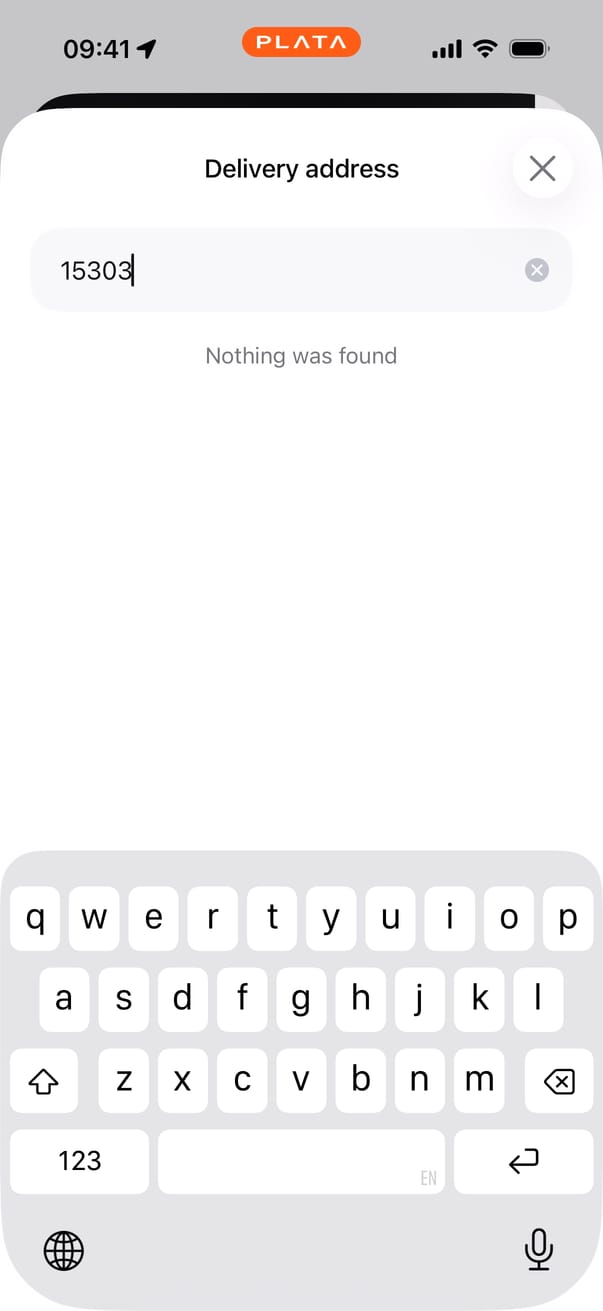 09:41
PLATA
Delivery address
15303
Nothing was found
q w e r t y u i o p
a s d f g h j k l
z x c v b n m
123
EN